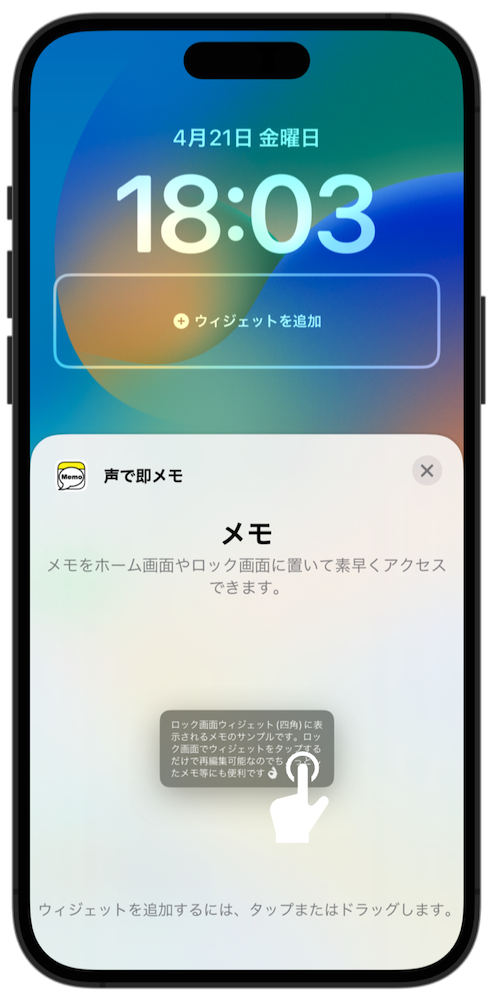 4月21日 金曜日
18:03
ウィジェットを追加
Memo
声で即メモ
メモ
メモをホーム画面やロック画面に置いて素早くアクセス
できます。
ロック画面ウィジェット(四角)に表
示されるメモのサンプルです。ロッ
ク画面でウィジェットをタップする
だけで再編集可能なのでち
たメモ等にも便利です👌
ウィジェットを追加するには、タップまたはドラッグします。